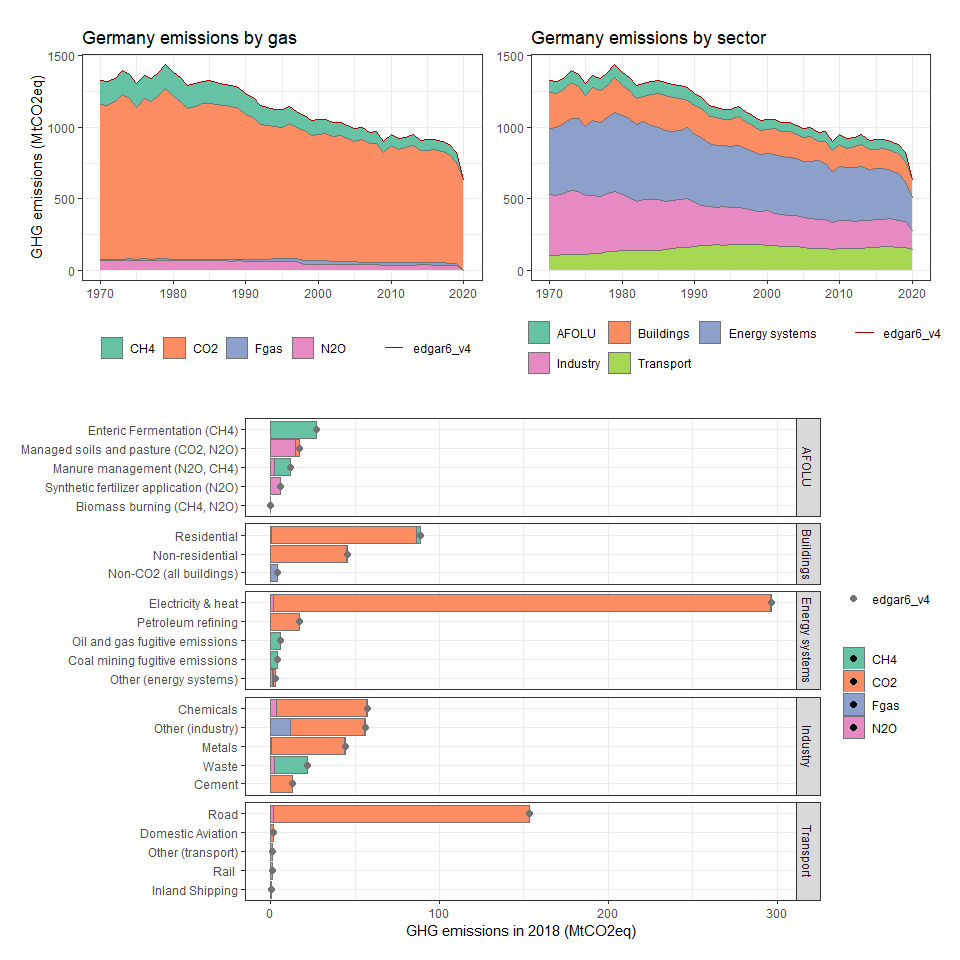 Germany emissions by gas
GHG emissions (MtCO2eq)
1500
1000
500
0
1970 1980 1990 2000 2010 2020
CH4 CO2 Fgas N2O edgar6_v4
Germany emissions by sector
1500
1000
500
0
1970 1980 1990 2000 2010 2020
AFOLU Buildings Energy systems edgar6_v4
Industry Transport
Enteric Fermentation (CH4)
Managed soils and pasture (CO2, N2O)
Manure management (N2O, CH4)
Synthetic fertilizer application (N2O)
Biomass burning (CH4, N2O)
AFOLU
Residential
Non-residential
Non-CO2 (all buildings)
Buildings
Electricity & heat
Petroleum refining
Oil and gas fugitive emissions
Coal mining fugitive emissions
Other (energy systems)
Energy systems
Chemicals
Other (industry)
Metals
Waste
Cement
Industry
Road
Domestic Aviation
Other (transport)
Rail
Inland Shipping
Transport
0 100 200 300
GHG emissions in 2018 (MtCO2eq)
edgar6_v4
CH4
CO2
Fgas
N2O